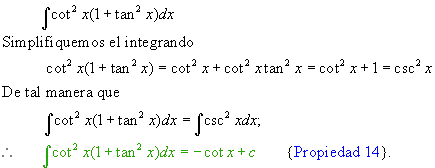 ∫cot² x(1+tan² x)dx
Simplifiquemos el integrando
cot² x(1+tan² x) = cot² x+cot² x tan² x = cot² x+1 = csc² x
De tal manera que
∫cot² x(1+tan² x)dx = ∫csc² xdx;
∴ ∫cot² x(1+tan² x)dx = −cot x+c {Propiedad 14}.